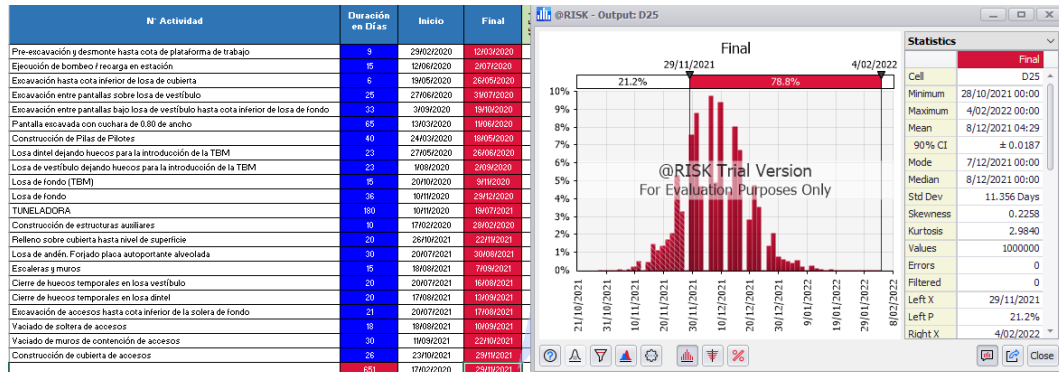 N° Actividad Duración en Días Inicio Final
Pre-excavación y desmonte hasta cota de plataforma de trabajo 9 29/02/2020 12/03/2020
Ejecución de bombeo / recarga en estación 15 12/06/2020 2/07/2020
Excavación hasta cota inferior de losa de cubierta 6 19/05/2020 26/05/2020
Excavación entre pantallas sobre losa de vestíbulo 25 27/06/2020 31/07/2020
Excavación entre pantallas bajo losa de vestíbulo hasta cota inferior de losa de fondo 33 3/09/2020 19/10/2020
Pantalla excavada con cuchara de 0.80 de ancho 65 13/03/2020 11/06/2020
Construcción de Pilas de Pilotes 40 24/03/2020 18/05/2020
Losa dintel dejando huecos para la introducción de la TBM 23 27/05/2020 26/06/2020
Losa de vestíbulo dejando huecos para la introducción de la TBM 23 1/08/2020 2/09/2020
Losa de fondo (TBM) 15 20/10/2020 9/11/2020
Losa de fondo 36 10/11/2020 29/12/2020
TUNELADORA 180 10/11/2020 19/07/2021
Construcción de estructuras auxiliares 10 17/02/2020 28/02/2020
Relleno sobre cubierta hasta nivel de superficie 20 26/10/2021 22/11/2021
Losa de andén. Forjado placa autoportante alveolada 30 20/07/2021 30/08/2021
Escaleras y muros 15 18/08/2021 7/09/2021
Cierre de huecos temporales en losa vestíbulo 20 20/07/2021 16/08/2021
Cierre de huecos temporales en losa dintel 20 17/08/2021 13/09/2021
Excavación de accesos hasta cota inferior de la solera de fondo 21 20/07/2021 17/08/2021
Vaciado de soltera de accesos 18 18/08/2021 10/09/2021
Vaciado de muros de contención de accesos 30 11/09/2021 22/10/2021
Construcción de cubierta de accesos 26 23/10/2021 29/11/2021
651 17/02/2020 29/11/2021
@RISK - Output: D25
Final
29/11/2021 4/02/2022
21.2% 78.8%
10%
9%
8%
7%
6%
5%
4%
3%
2%
1%
0%
@RISK Trial Version
For Evaluation Purposes Only
21/10/2021
31/10/2021
10/11/2021
20/11/2021
30/11/2021
10/12/2021
20/12/2021
30/12/2021
9/01/2022
19/01/2022
29/01/2022
8/02/2022
Statistics
Final
Cell D25
Minimum 28/10/2021 00:00
Maximum 4/02/2022 00:00
Mean 8/12/2021 04:29
90% CI ± 0.0187
Mode 7/12/2021 00:00
Median 8/12/2021 00:00
Std Dev 11.356 Days
Skewness 0.2258
Kurtosis 2.9840
Values 1000000
Errors 0
Filtered 0
Left X 29/11/2021
Left P 21.2%
Right X 4/02/2022
Close